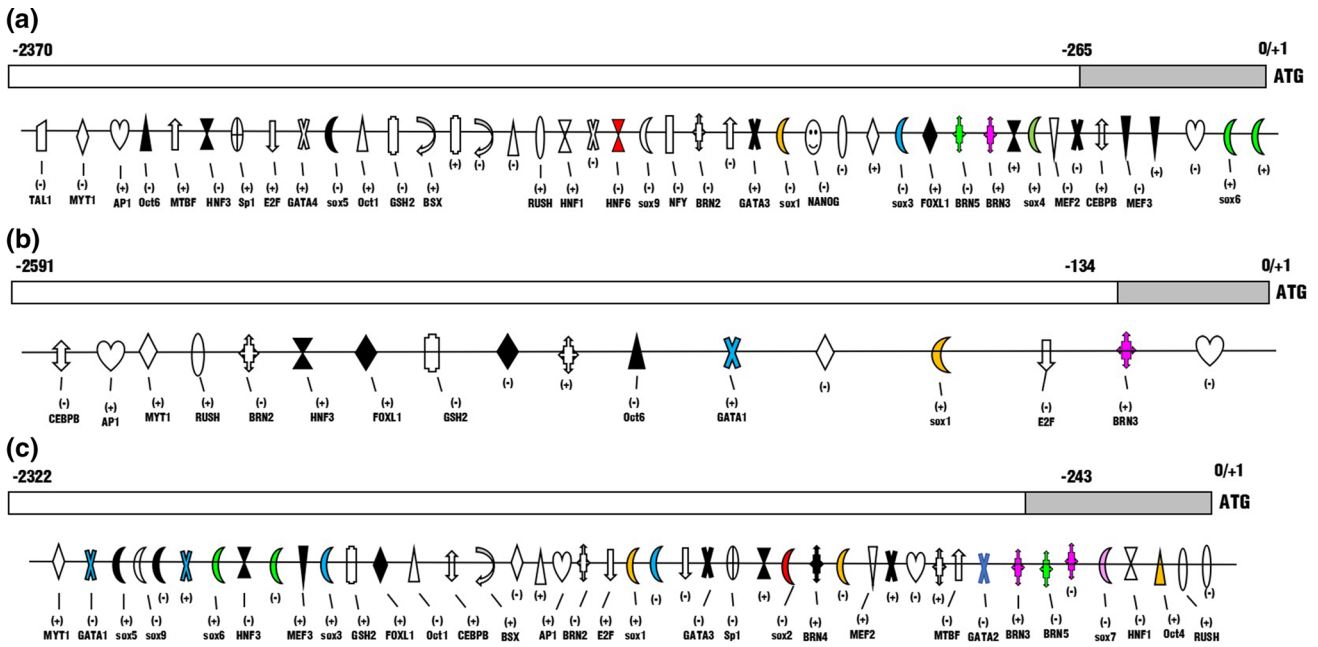 (a)
-2370 -265 0/+1
ATG
(+) (-) (-) (-) (-) (+) (+) (-) (+)
(-) (-) (+) (-) (+) (-) (-) (-) (+) (-) (-) (-) (-) (+) (-) (-) (-) (-) (-) (+) (-) (-) (-) (+) (-) (+) (+) (-) (+) (-) (+)
TAL1 MYT1 AP1 Oct6 MTBF HNF3 Sp1 E2F GATA4 sox5 Oct1 GSH2 BSX RUSH HNF1 HNF6 sox9 NFY BRN2 GATA3 sox1 NANOG sox3 FOXL1 BRN5 BRN3 sox4 MEF2 CEBPB MEF3 sox6
(b)
-2591 -134 0/+1
ATG
(-) (+) (-) (-)
(-) (+) (+) (+) (-) (+) (+) (-) (-) (+) (+) (-) (+)
CEBPB AP1 MYT1 RUSH BRN2 HNF3 FOXL1 GSH2 Oct6 GATA1 sox1 E2F BRN3
(c)
-2322 -243 0/+1
ATG
(-) (+) (-) (-) (-) (-) (-) (+) (-) (+) (-) (+) (-) (-)
(+) (-) (+) (-) (+) (-) (+) (+) (+) (+) (-) (+) (+) (+) (-) (+) (+) (-) (-) (-) (+) (+) (-) (-) (+) (-) (-) (-) (+) (+)
MYT1 GATA1 sox5 sox9 sox6 HNF3 MEF3 sox3 GSH2 FOXL1 Oct1 CEBPB BSX AP1 BRN2 E2F sox1 GATA3 Sp1 sox2 BRN4 MEF2 MTBF GATA2 BRN3 BRN5 sox7 HNF1 Oct4 RUSH